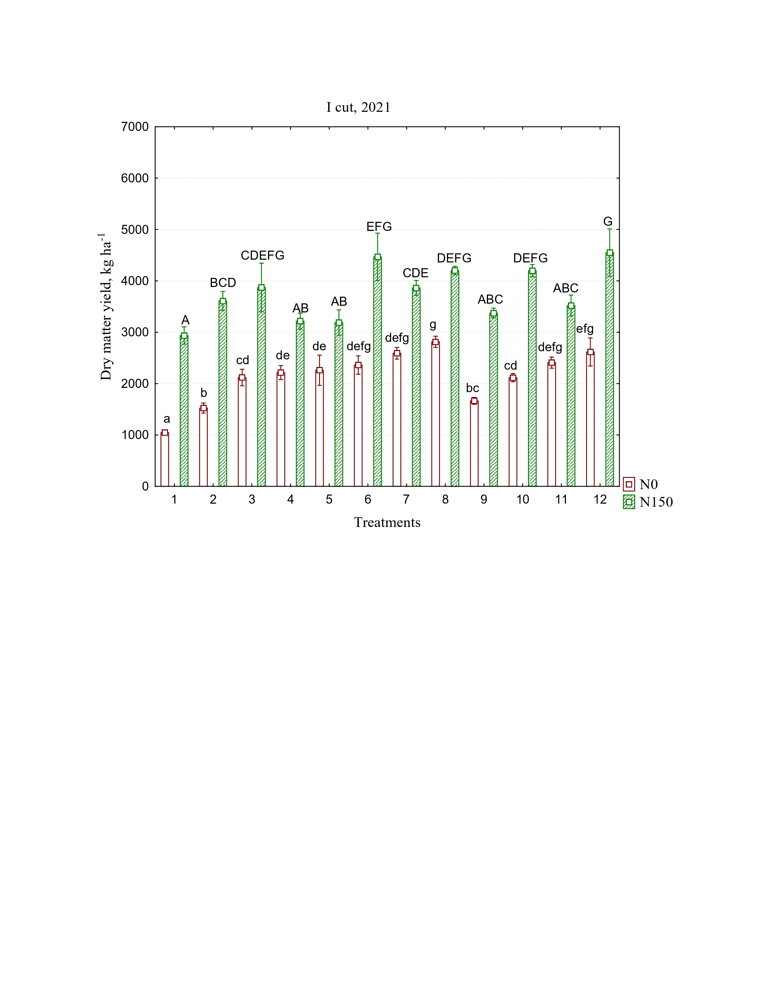 I cut, 2021
7000
6000
5000
4000
3000
2000
1000
0
Dry matter yield, kg ha-1
a
A
b
BCD
cd
CDEFG
de
AB
de
AB
defg
EFG
defg
CDE
g
DEFG
bc
ABC
cd
DEFG
defg
ABC
efg
G
1 2 3 4 5 6 7 8 9 10 11 12
Treatments
N0
N150